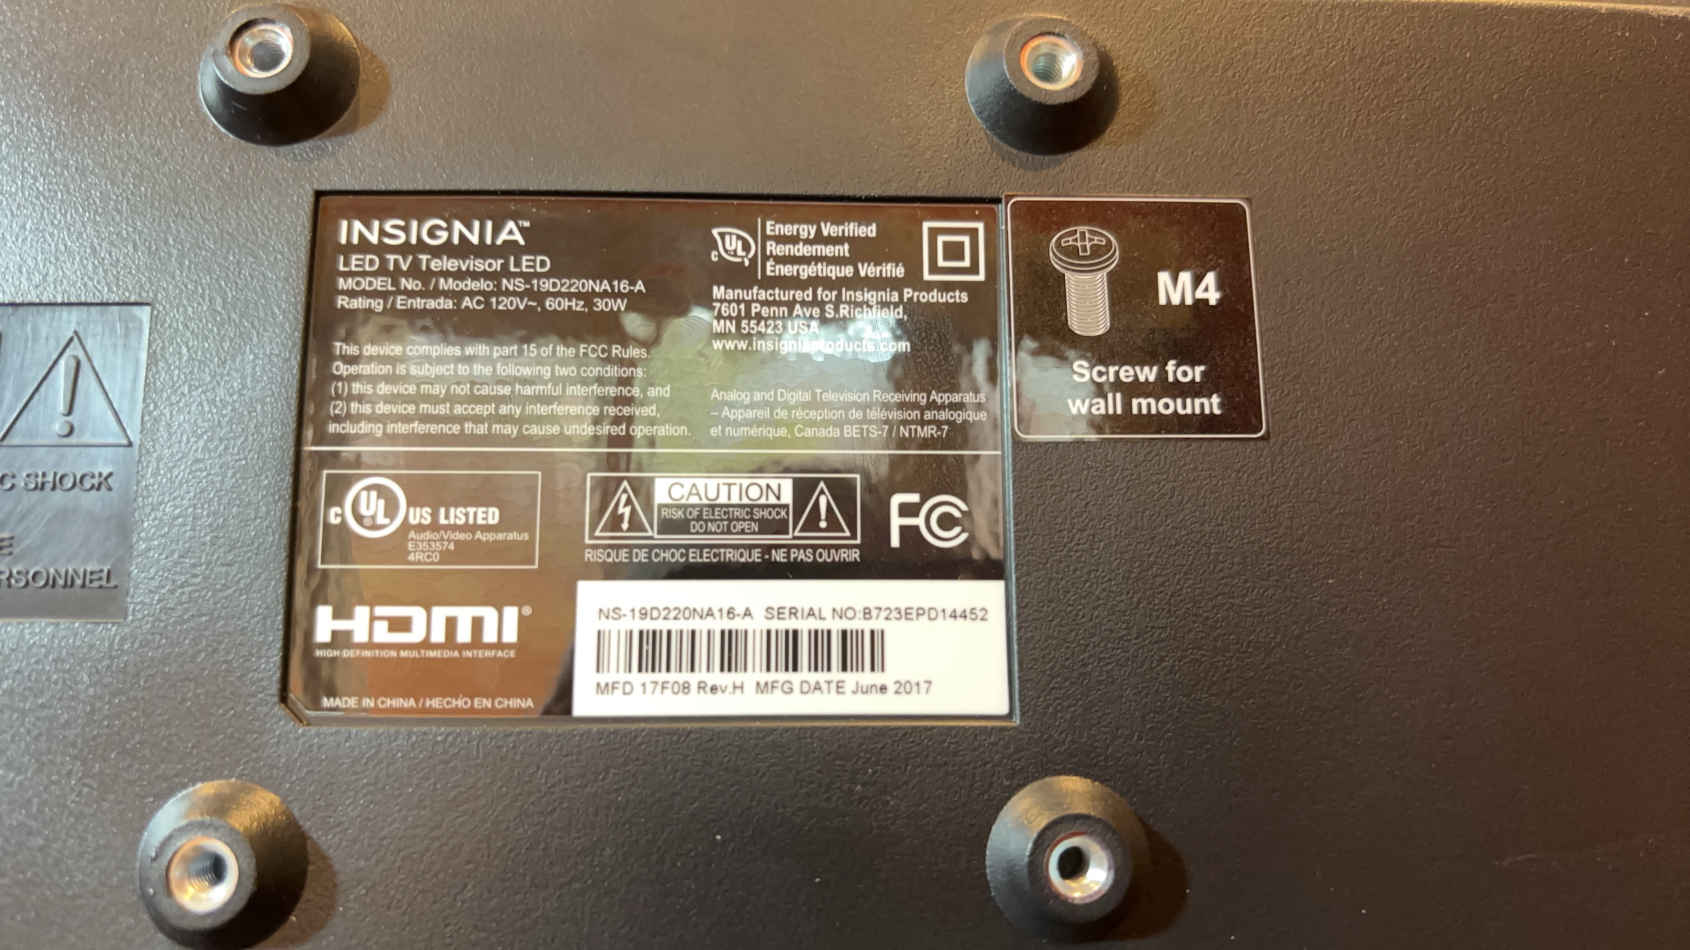 INSIGNIA™
LED TV Televisor LED
MODEL No. / Modelo: NS-19D220NA16-A
Rating / Entrada: AC 120V~, 60Hz, 30W
This device complies with part 15 of the FCC Rules.
Operation is subject to the following two conditions:
(1) this device may not cause harmful interference, and
(2) this device must accept any interference received,
including interference that may cause undesired operation.
C UL ®
Energy Verified
Rendement
Énergétique Vérifié
Manufactured for Insignia Products
7601 Penn Ave S.Richfield,
MN 55423 USA
www.insigniaproducts.com
Analog and Digital Television Receiving Apparatus
– Appareil de réception de télévision analogique
et numérique, Canada BETS-7 / NTMR-7
M4
Screw for
wall mount
C SHOCK
E
RSONNEL
C UL ® US LISTED
Audio/Video Apparatus
E353574
4RC0
CAUTION
RISK OF ELECTRIC SHOCK
DO NOT OPEN
RISQUE DE CHOC ELECTRIQUE - NE PAS OUVRIR
FC
HDMI®
HIGH-DEFINITION MULTIMEDIA INTERFACE
MADE IN CHINA / HECHO EN CHINA
NS-19D220NA16-A SERIAL NO:B723EPD14452
MFD 17F08 Rev.H MFG DATE June 2017